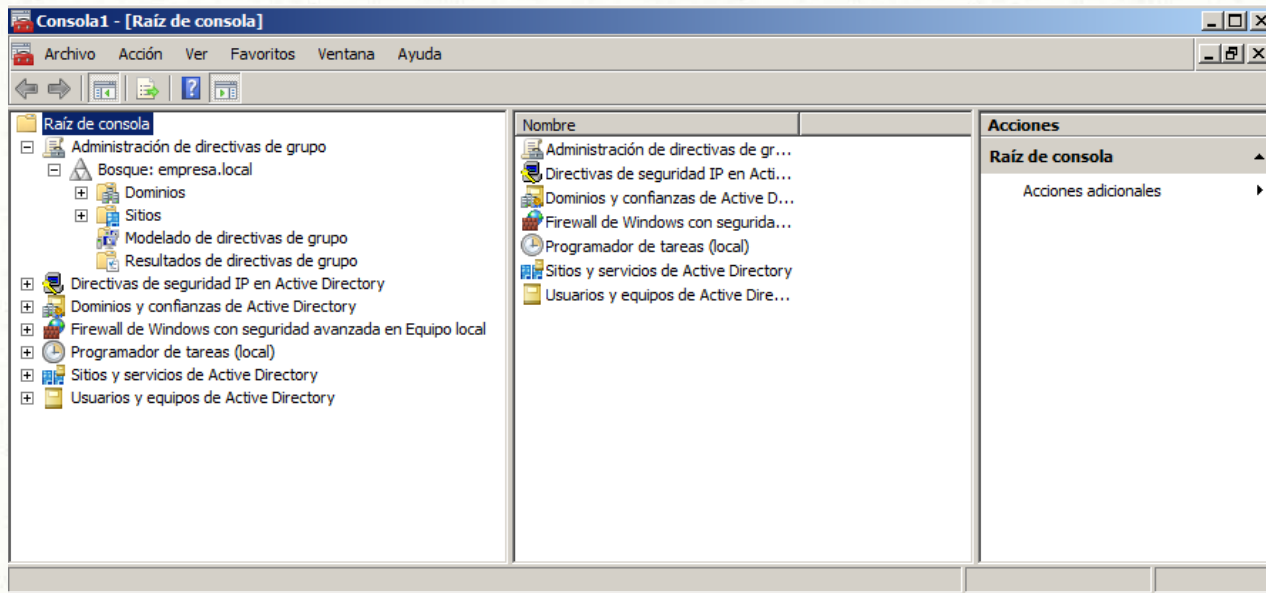 Consola1 - [Raíz de consola]
Archivo Acción Ver Favoritos Ventana Ayuda
Raíz de consola
Administración de directivas de grupo
Bosque: empresa.local
Dominios
Sitios
Modelado de directivas de grupo
Resultados de directivas de grupo
Directivas de seguridad IP en Active Directory
Dominios y confianzas de Active Directory
Firewall de Windows con seguridad avanzada en Equipo local
Programador de tareas (local)
Sitios y servicios de Active Directory
Usuarios y equipos de Active Directory
Nombre
Administración de directivas de gr...
Directivas de seguridad IP en Acti...
Dominios y confianzas de Active D...
Firewall de Windows con segurida...
Programador de tareas (local)
Sitios y servicios de Active Directory
Usuarios y equipos de Active Dire...
Acciones
Raíz de consola
Acciones adicionales